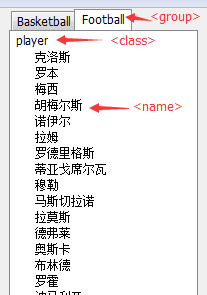 Basketball Football <group>
player <class>
克洛斯
罗本
梅西
胡梅尔斯 <name>
诺伊尔
拉姆
罗德里格斯
蒂亚戈席尔瓦
穆勒
马斯切拉诺
拉莫斯
德弗莱
奥斯卡
布林德
罗霍